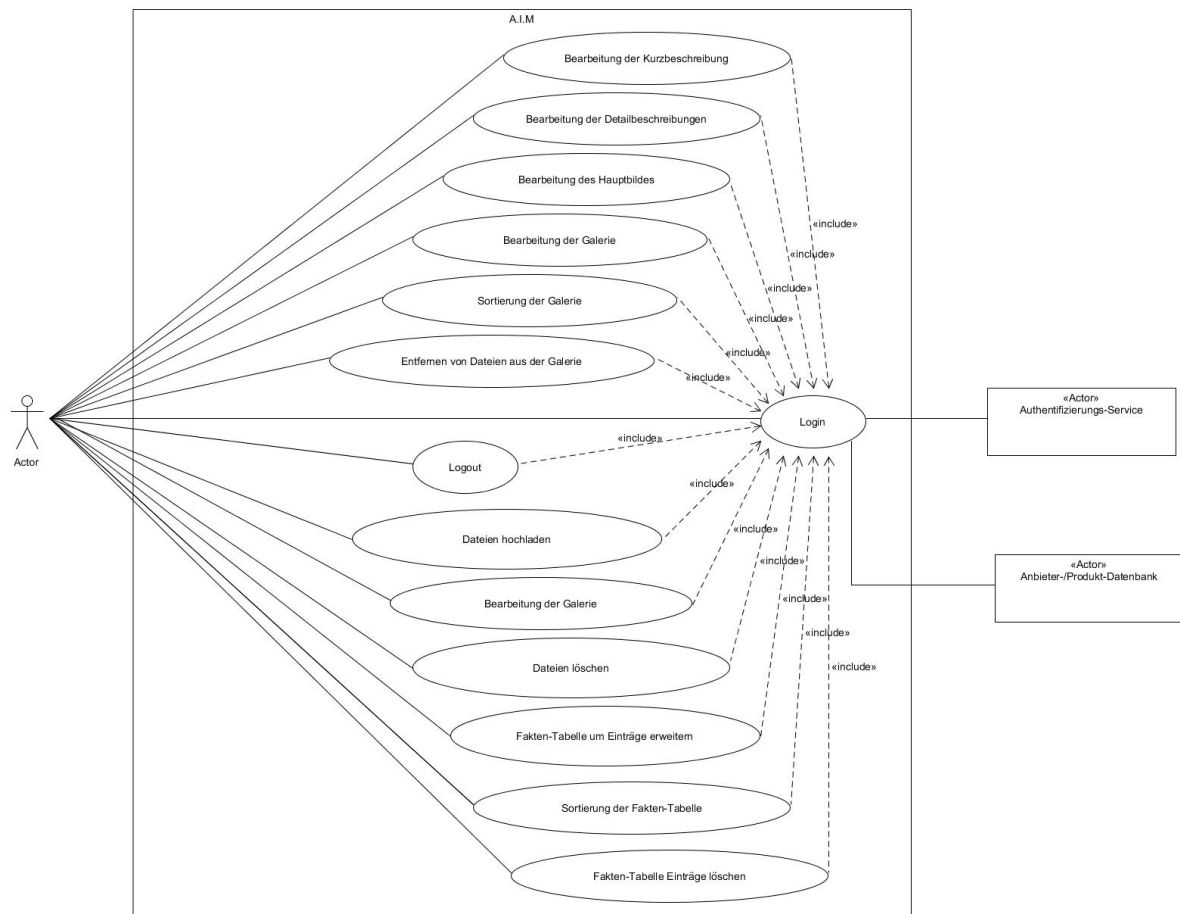 A.I.M
Bearbeitung der Kurzbeschreibung
Bearbeitung der Detailbeschreibungen
Bearbeitung des Hauptbildes
«include»
Bearbeitung der Galerie
«include»
«include»
«include»
Sortierung der Galerie
«include»
Entfernen von Dateien aus der Galerie
«include»
«Actor»
Authentifizierungs-Service
Login
Actor
«include»
Logout
«include»
Dateien hochladen
«include»
«include»
«Actor»
Anbieter-/Produkt-Datenbank
«include»
Bearbeitung der Galerie
«include»
Dateien löschen
«include»
Fakten-Tabelle um Einträge erweitern
Sortierung der Fakten-Tabelle
Fakten-Tabelle Einträge löschen